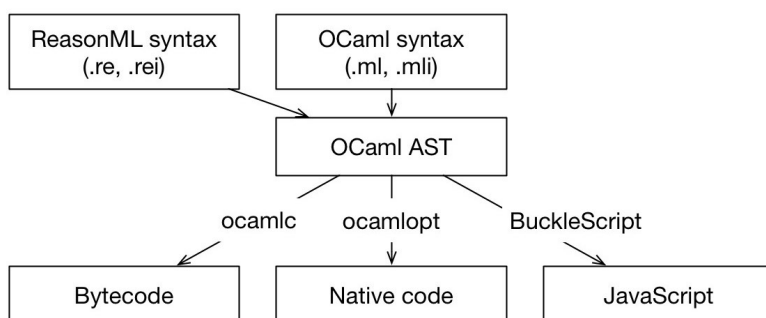 ReasonML syntax
(.re, .rei)
OCaml syntax
(.ml, .mli)
OCaml AST
ocamlc
ocamlopt
BuckleScript
Bytecode
Native code
JavaScript